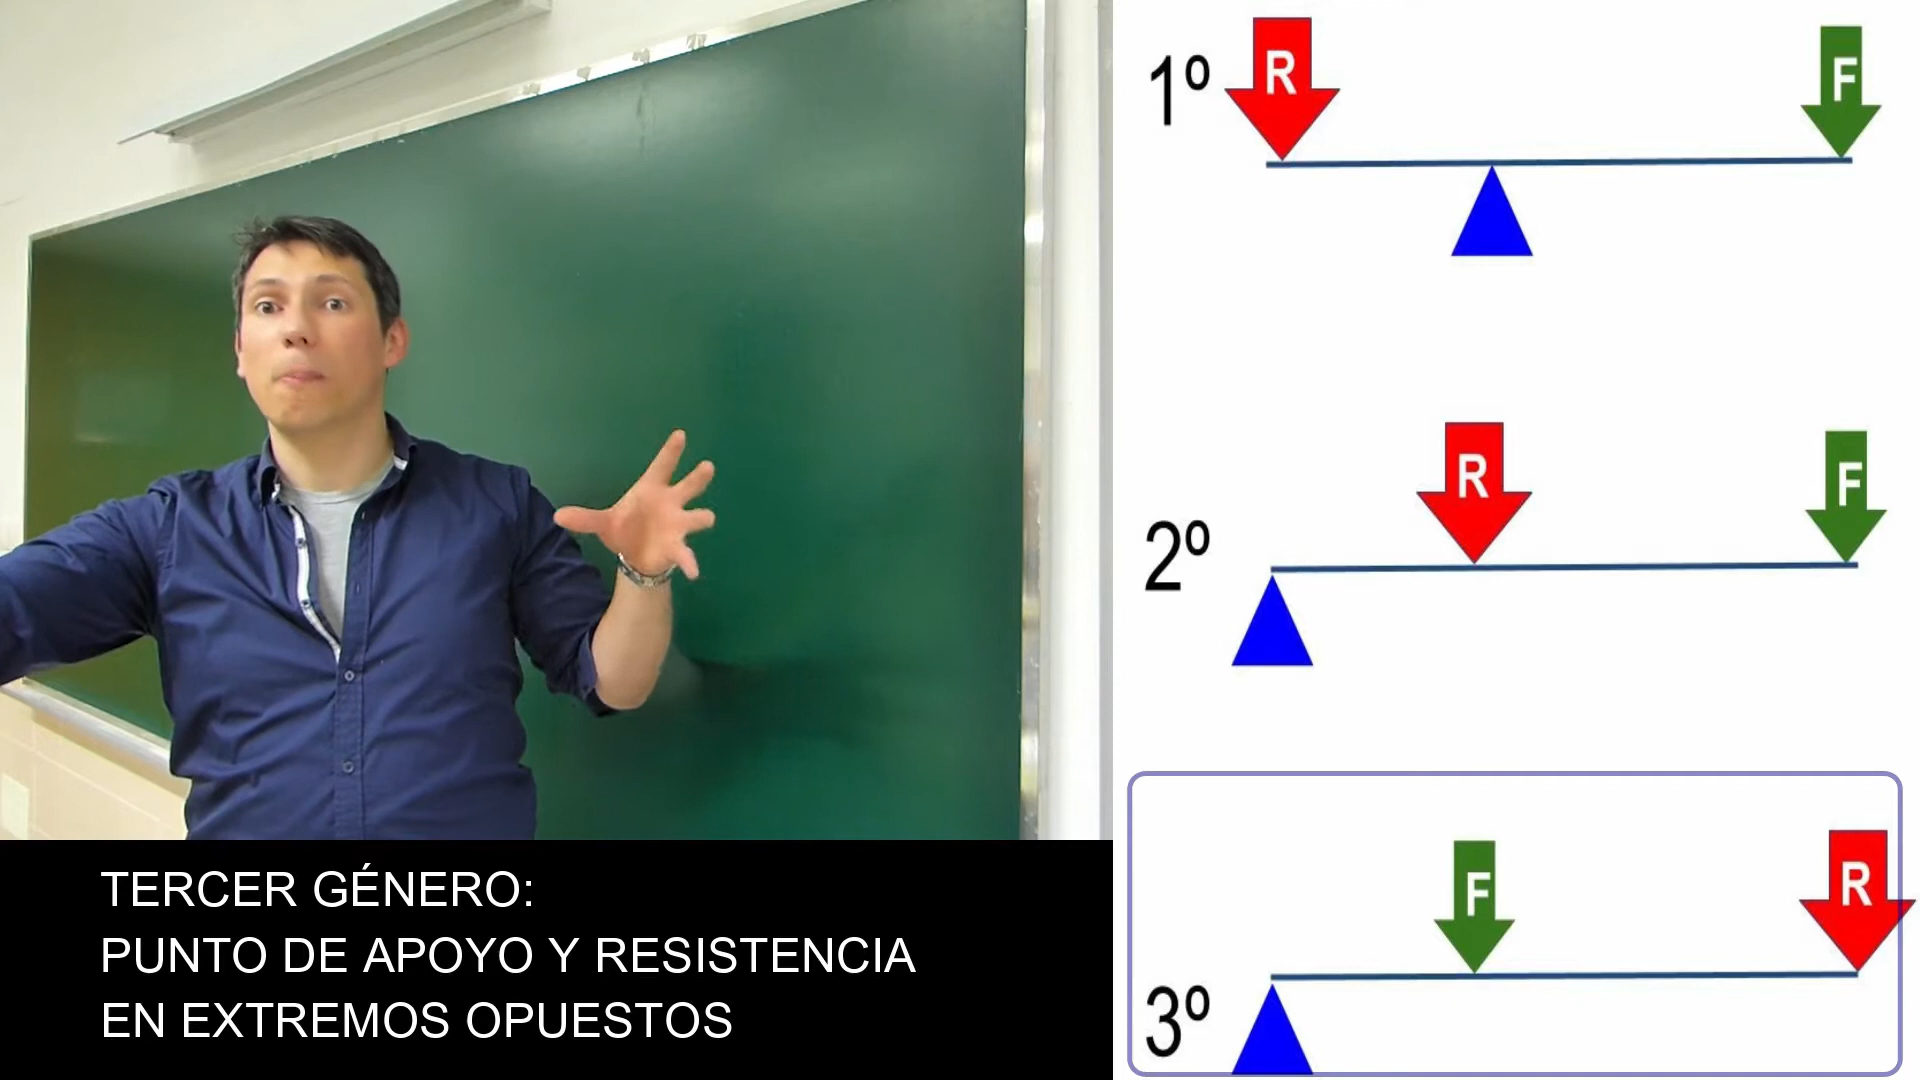 1º
R
F
2º
R
F
3º
F
R
TERCER GÉNERO:
PUNTO DE APOYO Y RESISTENCIA
EN EXTREMOS OPUESTOS